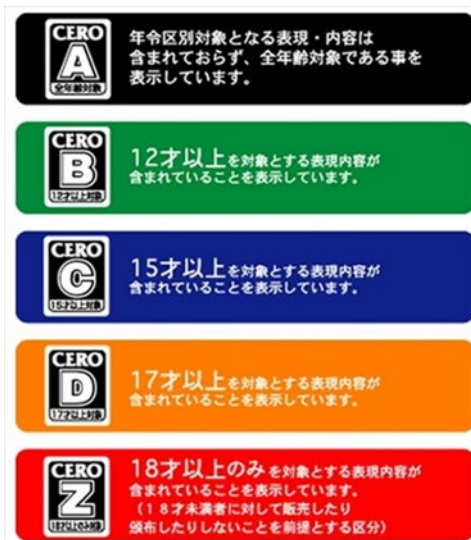 CERO
A
全年齢対象
年令区別対象となる表現・内容は
含まれておらず、全年齢対象である事を
表示しています。
CERO
B
12才以上対象
12才以上を対象とする表現内容が
含まれていることを表示しています。
CERO
C
15才以上対象
15才以上を対象とする表現内容が
含まれていることを表示しています。
CERO
D
17才以上対象
17才以上を対象とする表現内容が
含まれていることを表示しています。
CERO
Z
18才以上のみ対象
18才以上のみを対象とする表現内容が
含まれていることを表示しています。
(18才未満者に対して販売したり
頒布したりしないことを前提とする区分)